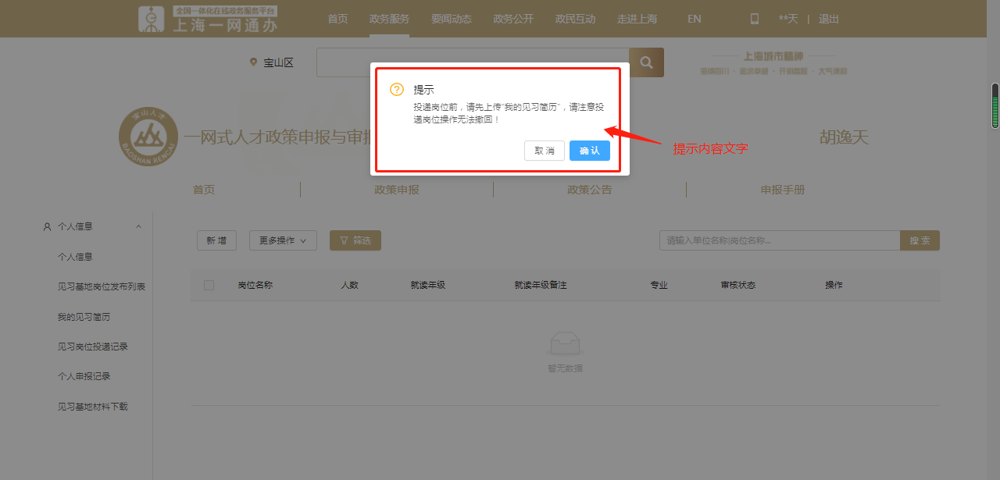 全国一体化在线政务服务平台
上海一网通办
首页 政务服务 要闻动态 政务公开 政民互动 走进上海 EN **天 | 退出
宝山区
上海城市精神
海纳百川 · 追求卓越 · 开明睿智 · 大气谦和
提示
投递岗位前，请先上传"我的见习简历"，请注意投
递岗位操作无法撤回！
取 消 确 认
提示内容文字
宝山人才
BAOSHAN RENCAI
一网式人才政策申报与审批
胡逸天
首页 政策申报 政策公告 申报手册
个人信息
个人信息
见习基地岗位发布列表
我的见习简历
见习岗位投递记录
个人申报记录
见习基地材料下载
新 增 更多操作 筛选 请输入单位名称|岗位名称... 搜 索
岗位名称 人数 就读年级 就读年级备注 专业 审核状态 操作
暂无数据